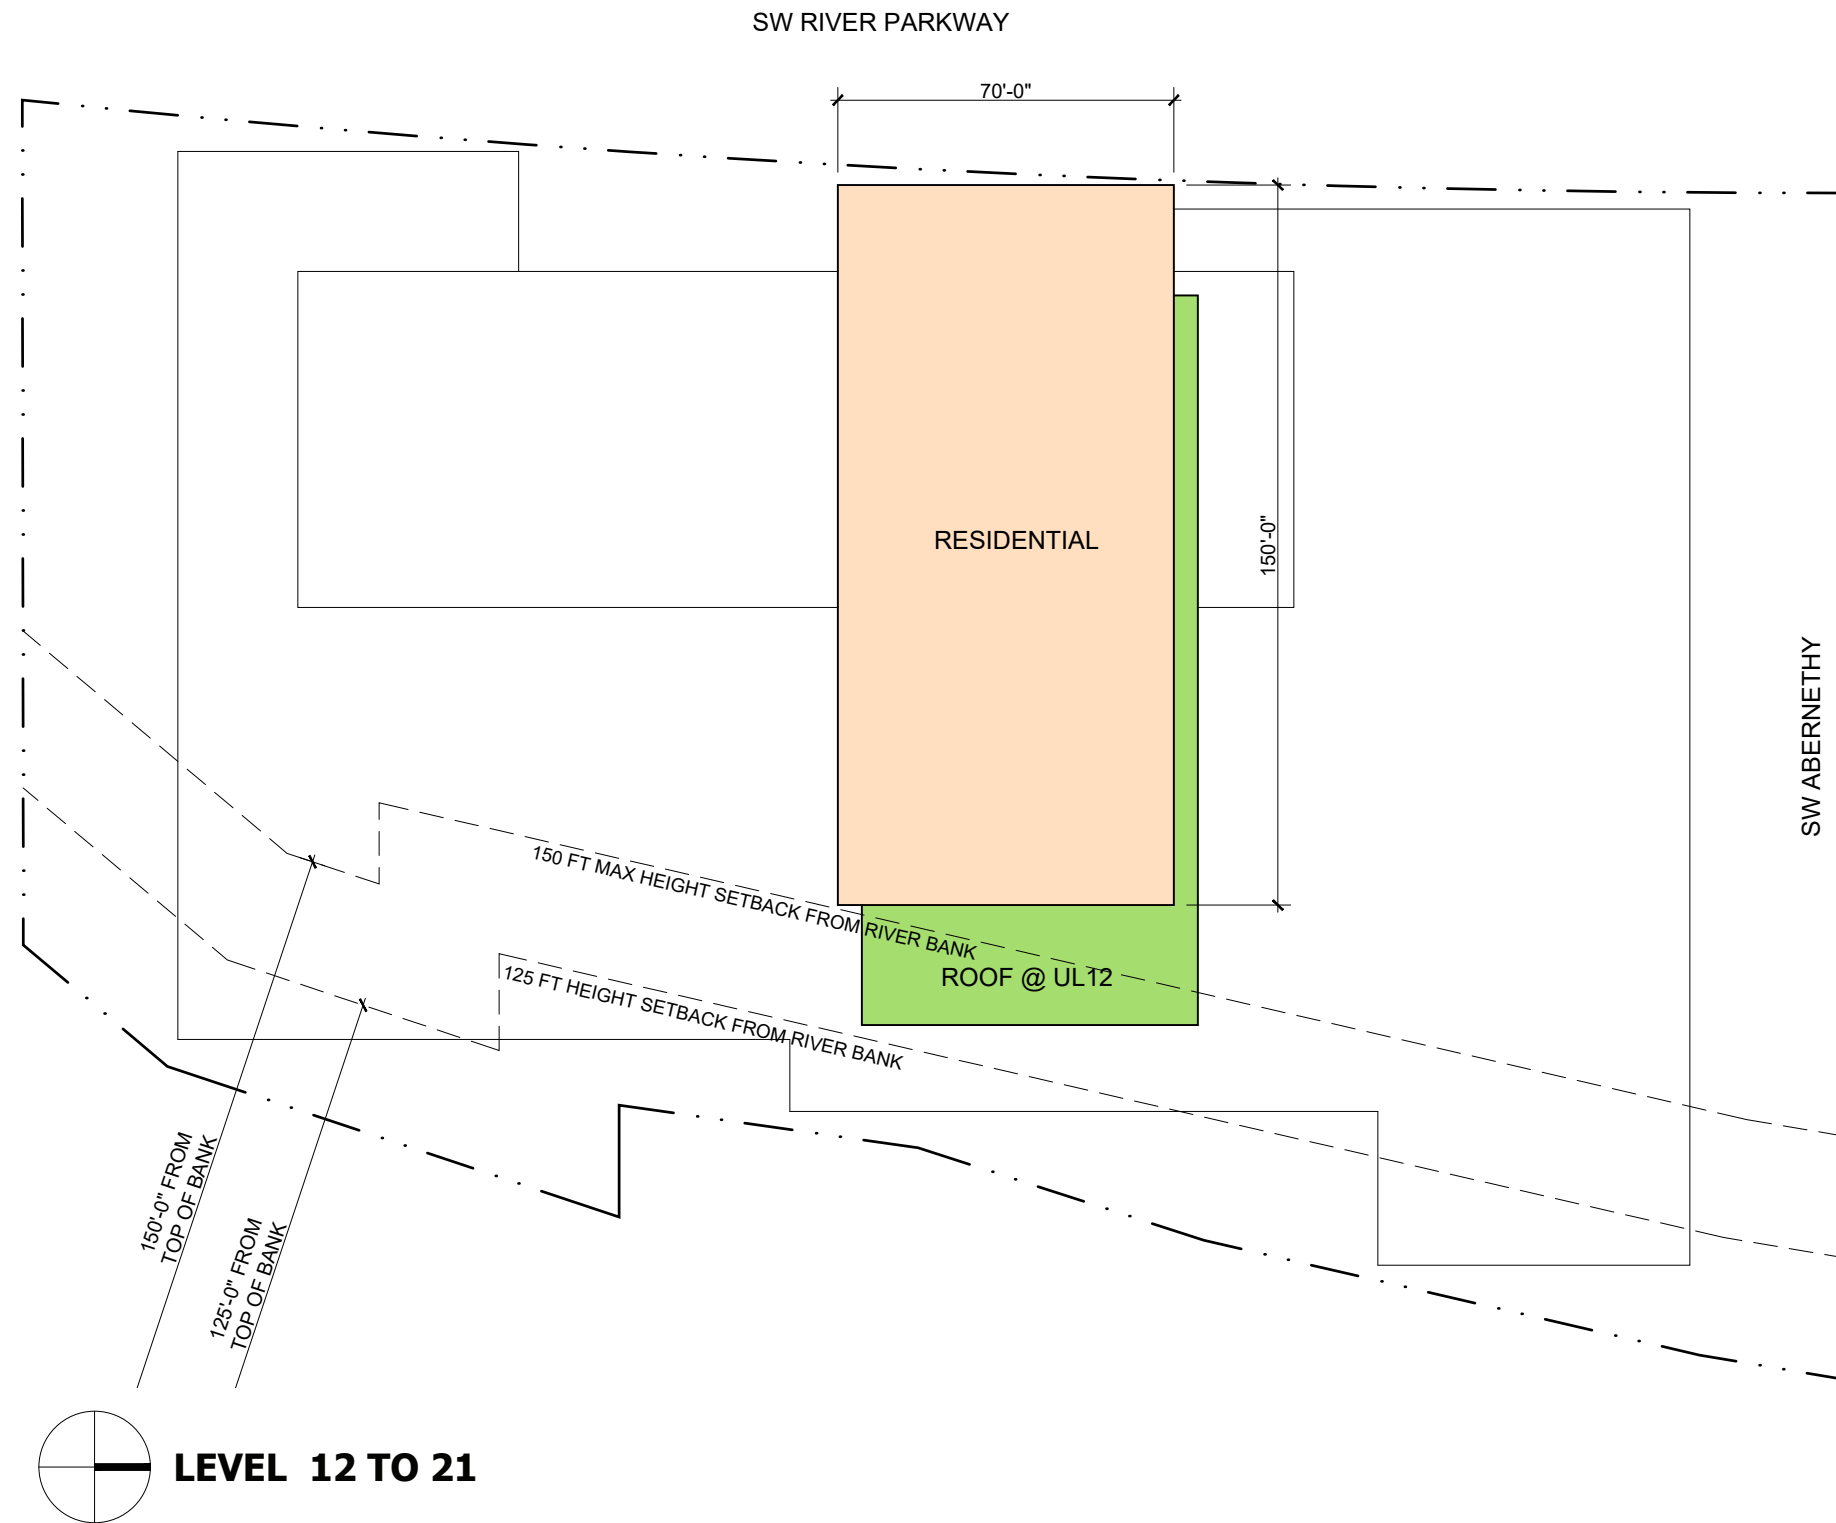 SW RIVER PARKWAY
70'-0"
RESIDENTIAL
150'-0"
SW ABERNETHY
150 FT MAX HEIGHT SETBACK FROM RIVER BANK
ROOF @ UL12
125 FT HEIGHT SETBACK FROM RIVER BANK
150'-0" FROM
TOP OF BANK
125'-0" FROM
TOP OF BANK
LEVEL 12 TO 21